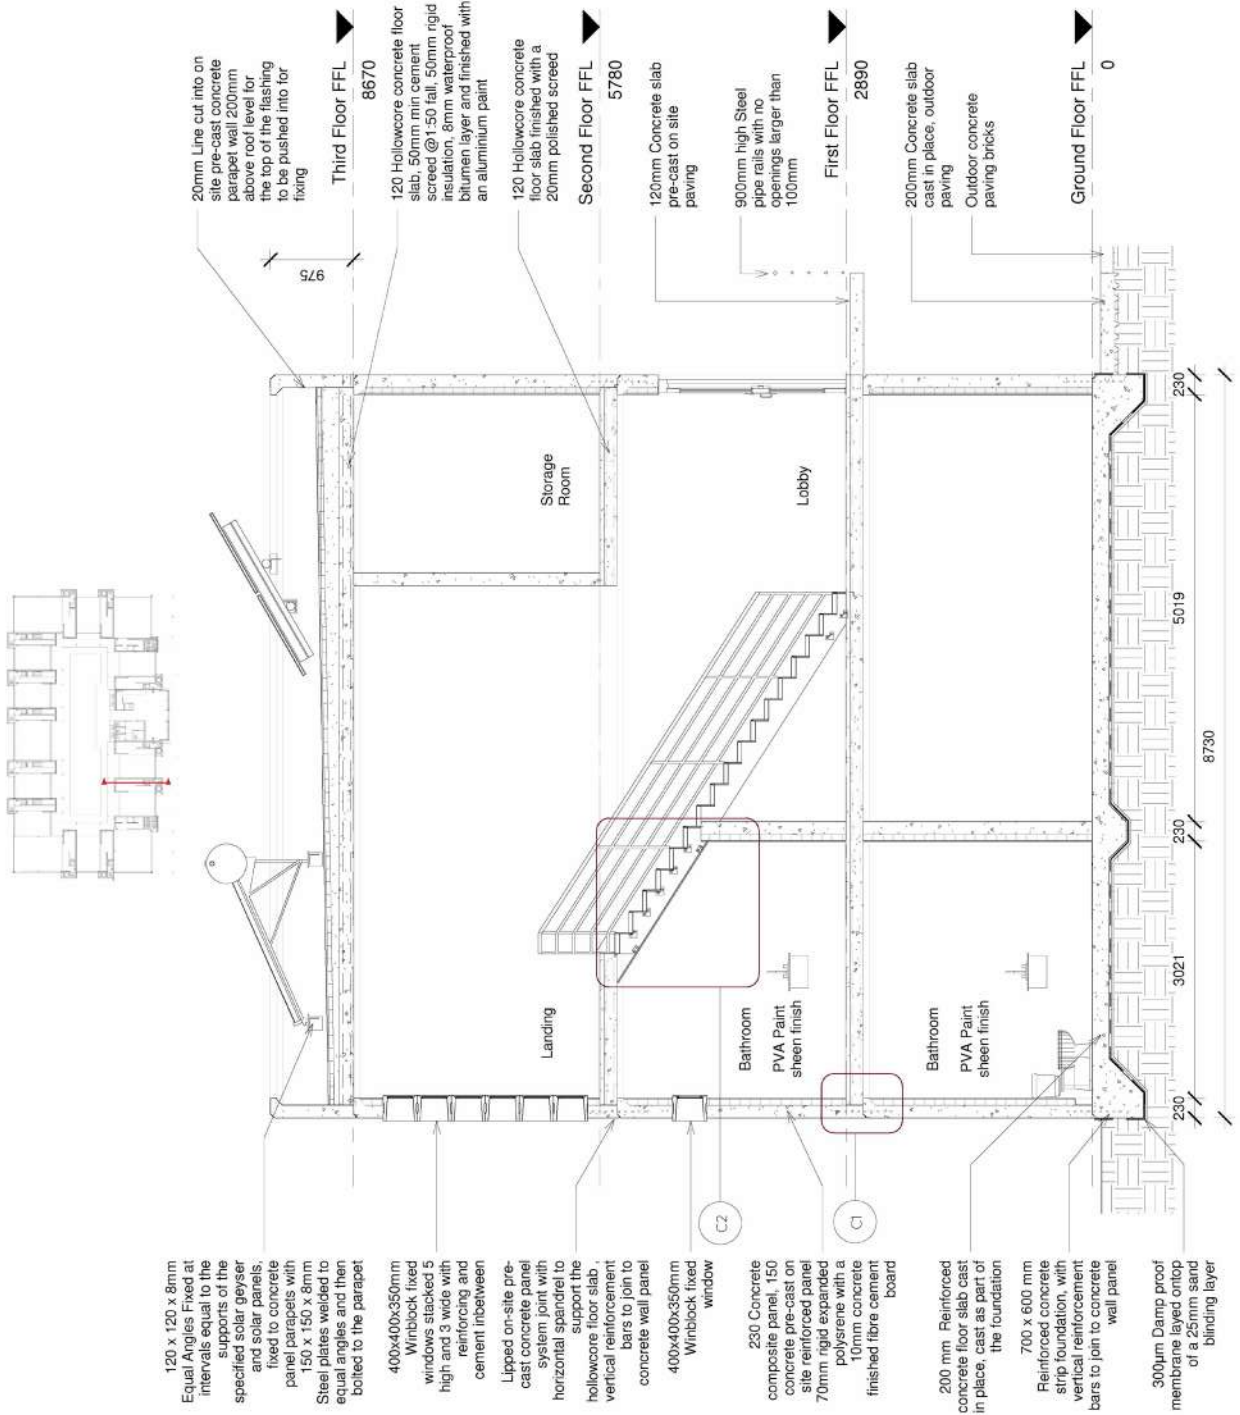 120 x 120 x 8mm
Equal Angles Fixed at
intervals equal to the
supports of the
specified solar geyser
and solar panels,
fixed to concrete
panel parapets with
150 x 150 x 8mm
Steel plates welded to
equal angles and then
bolted to the parapet
400x400x350mm
Winblock fixed
windows stacked 5
high and 3 wide with
reinforcing and
cement inbetween
Lipped on-site pre-
cast concrete panel
system joint with
horizontal spandrel to
support the
hollowcore floor slab ,
vertical reinforcement
bars to join to
concrete wall panel
400x400x350mm
Winblock fixed
window
230 Concrete
composite panel, 150
concrete pre-cast on
site reinforced panel
70mm rigid expanded
polysrene with a
10mm concrete
finished fibre cement
board
200 mm Reinforced
concrete floor slab cast
in place, cast as part of
the foundation
700 x 600 mm
Reinforced concrete
strip foundation, with
vertical reinforcement
bars to join to concrete
wall panel
300μm Damp proof
membrane layed ontop
of a 25mm sand
blinding layer
C2
C1
Landing
Storage
Room
Bathroom
PVA Paint
sheen finish
Lobby
Bathroom
PVA Paint
sheen finish
230
3021
230
5019
230
8730
975
20mm Line cut into on
site pre-cast concrete
parapet wall 200mm
above roof level for
the top of the flashing
to be pushed into for
fixing
Third Floor FFL
8670
120 Hollowcore concrete floor
slab, 50mm min cement
screed @1:50 fall, 50mm rigid
insulation, 8mm waterproof
bitumen layer and finished with
an aluminium paint
120 Hollowcore concrete
floor slab finished with a
20mm polished screed
Second Floor FFL
5780
120mm Concrete slab
pre-cast on site
paving
900mm high Steel
pipe rails with no
openings larger than
100mm
First Floor FFL
2890
200mm Concrete slab
cast in place, outdoor
paving
Outdoor concrete
paving bricks
Ground Floor FFL
0